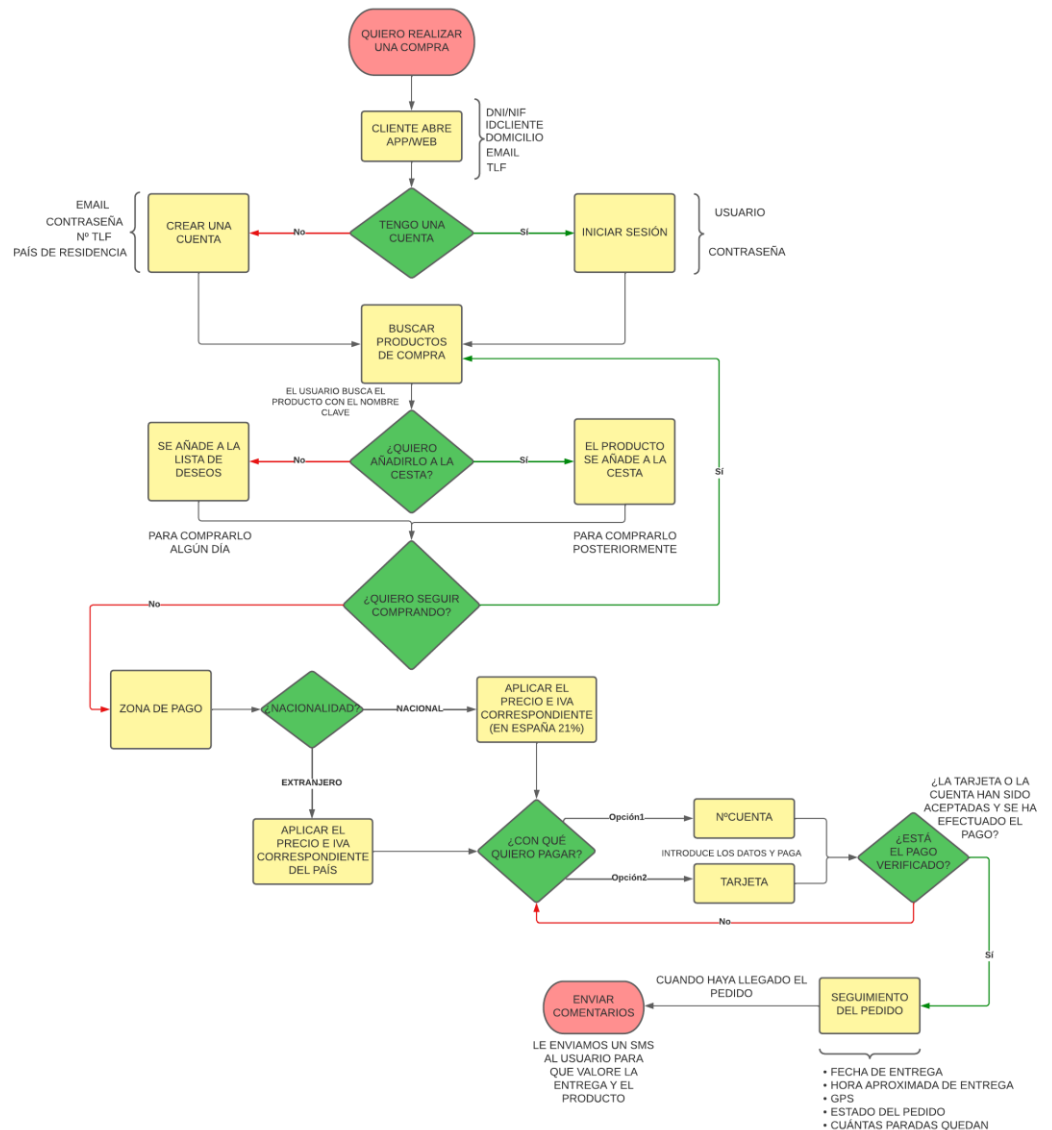 QUIERO REALIZAR
UNA COMPRA
CLIENTE ABRE
APP/WEB
DNI/NIF
IDCLIENTE
DOMICILIO
EMAIL
TLF
EMAIL
CONTRASEÑA
Nº TLF
PAÍS DE RESIDENCIA
CREAR UNA
CUENTA
No
TENGO UNA
CUENTA
Sí
INICIAR SESIÓN
USUARIO
CONTRASEÑA
BUSCAR
PRODUCTOS
DE COMPRA
EL USUARIO BUSCA EL
PRODUCTO CON EL NOMBRE
CLAVE
SE AÑADE A LA
LISTA DE
DESEOS
No
¿QUIERO
AÑADIRLO A LA
CESTA?
Sí
EL PRODUCTO
SE AÑADE A LA
CESTA
Sí
PARA COMPRARLO
ALGÚN DÍA
PARA COMPRARLO
POSTERIORMENTE
No
¿QUIERO SEGUIR
COMPRANDO?
ZONA DE PAGO
¿NACIONALIDAD?
NACIONAL
APLICAR EL
PRECIO E IVA
CORRESPONDIENTE
(EN ESPAÑA 21%)
EXTRANJERO
APLICAR EL
PRECIO E IVA
CORRESPONDIENTE
DEL PAÍS
¿CON QUÉ
QUIERO PAGAR?
Opción1
NºCUENTA
INTRODUCE LOS DATOS Y PAGA
Opción2
TARJETA
¿LA TARJETA O LA
CUENTA HAN SIDO
ACEPTADAS Y SE HA
EFECTUADO EL
PAGO?
¿ESTÁ
EL PAGO
VERIFICADO?
No
Sí
CUANDO HAYA LLEGADO EL
PEDIDO
ENVIAR
COMENTARIOS
SEGUIMIENTO
DEL PEDIDO
LE ENVIAMOS UN SMS
AL USUARIO PARA
QUE VALORE LA
ENTREGA Y EL
PRODUCTO
• FECHA DE ENTREGA
• HORA APROXIMADA DE ENTREGA
• GPS
• ESTADO DEL PEDIDO
• CUÁNTAS PARADAS QUEDAN